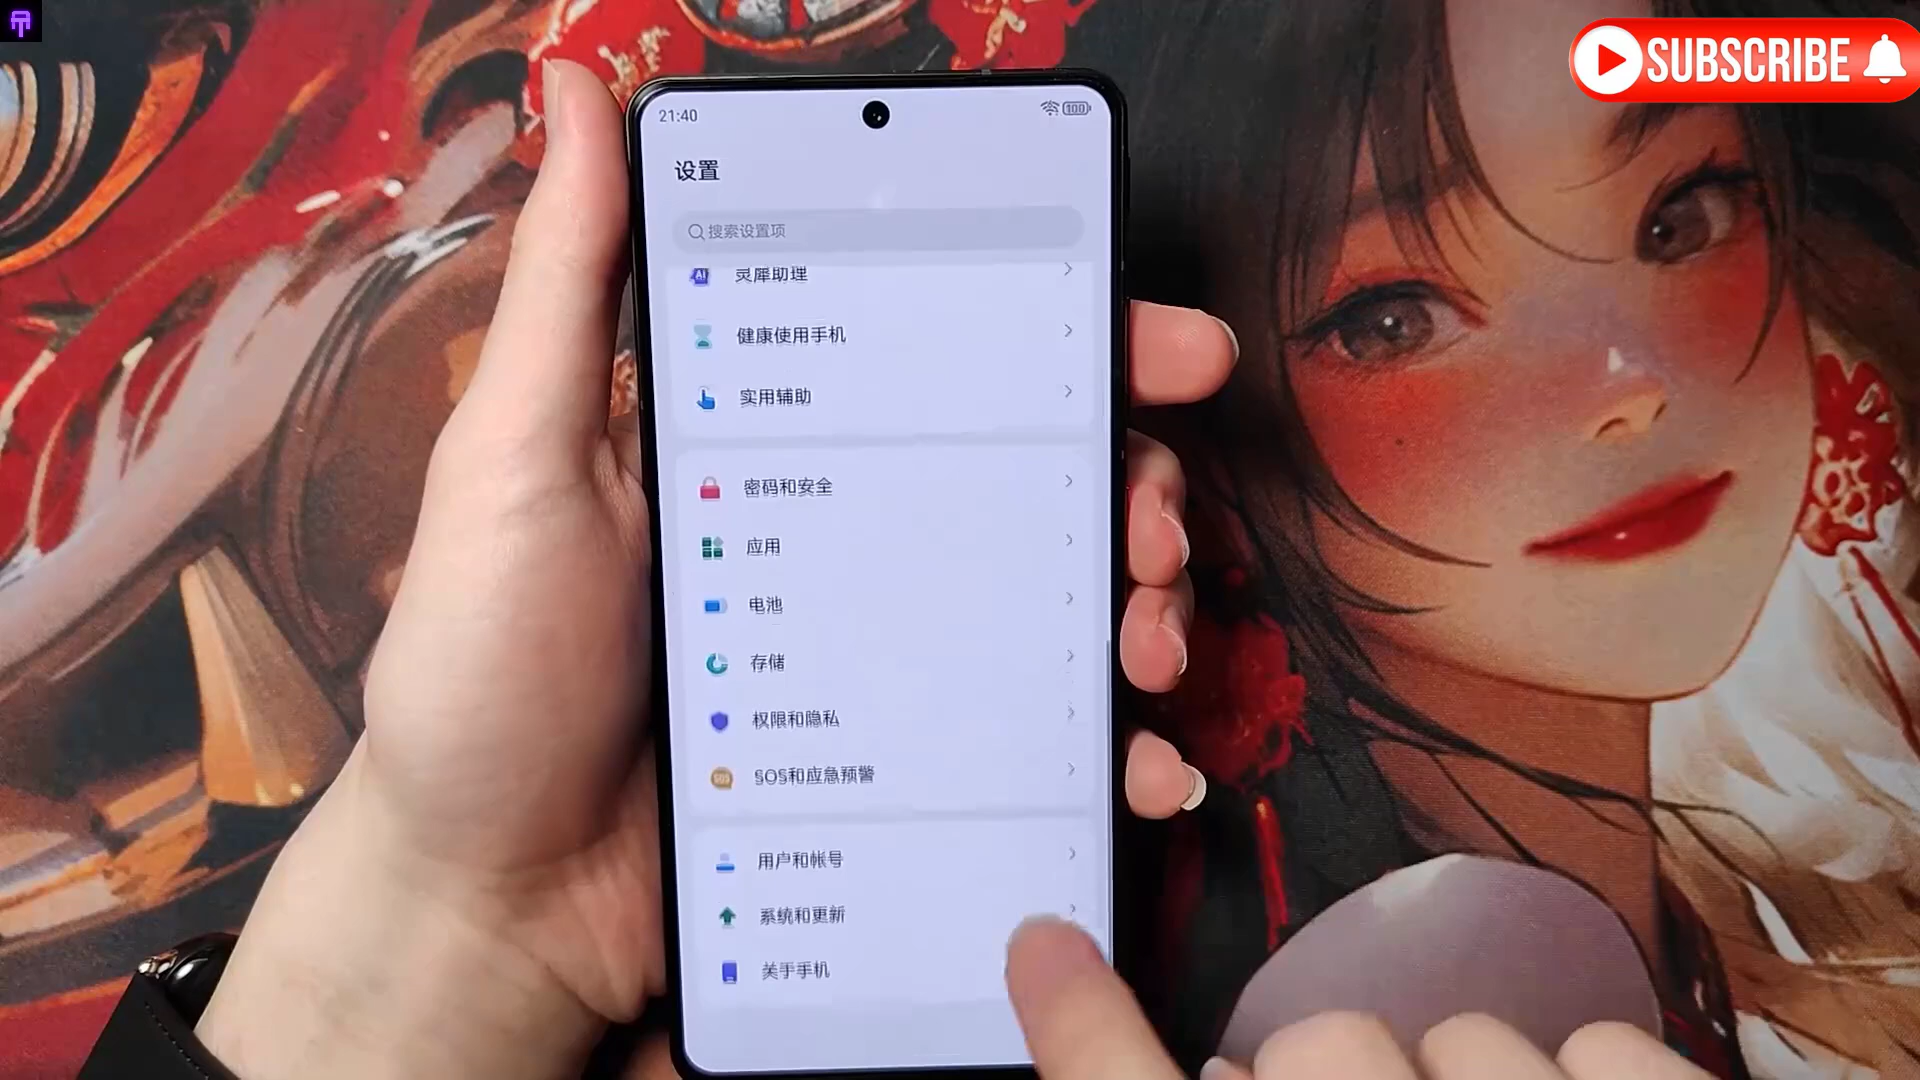 SUBSCRIBE
21:40
100
设置
搜索设置项
AI
灵犀助理
健康使用手机
实用辅助
密码和安全
应用
电池
存储
权限和隐私
SOS
SOS和应急预警
用户和帐号
系统和更新
关于手机